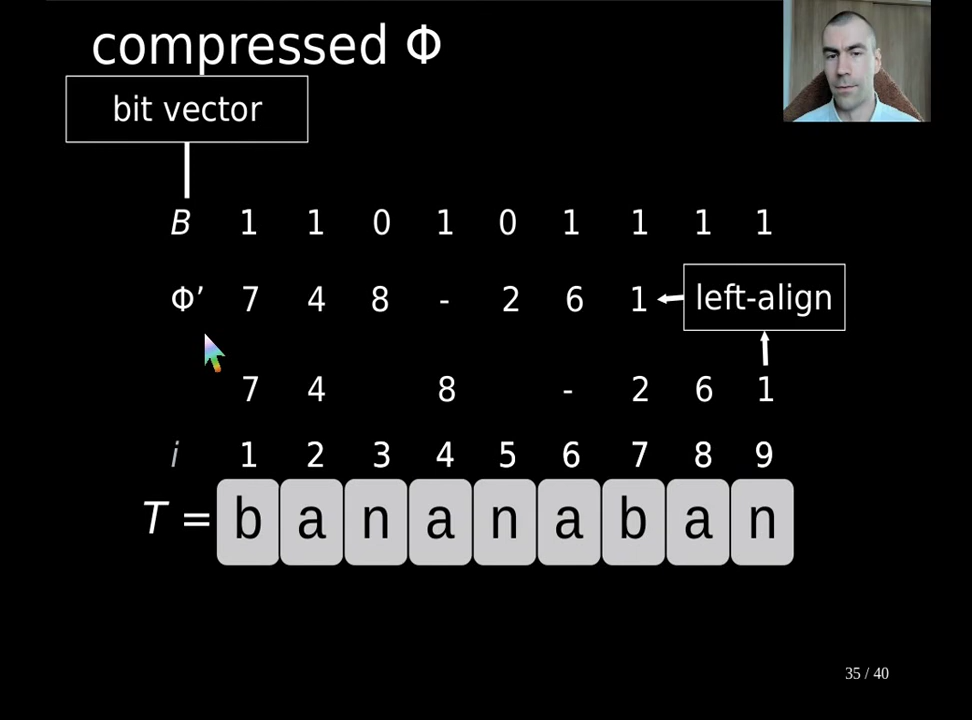 compressed Φ
bit vector
B 1 1 0 1 0 1 1 1 1
Φ’ 7 4 8 - 2 6 1 left-align
7 4 8 - 2 6 1
i 1 2 3 4 5 6 7 8 9
T = b a n a n a b a n
35 / 40